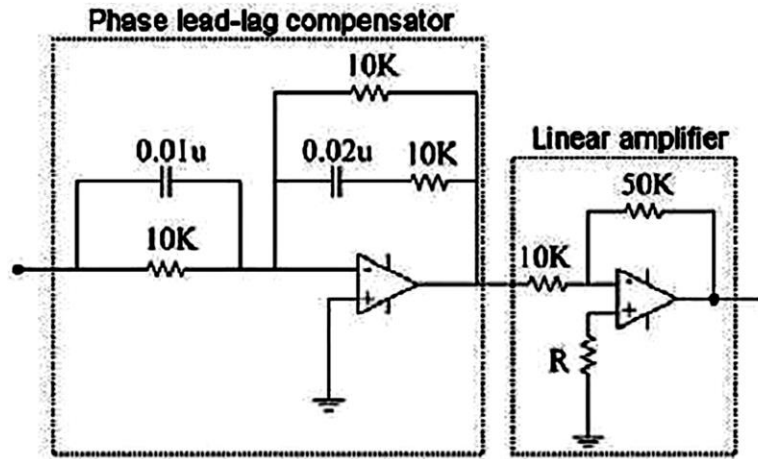 Phase lead-lag compensator
10K
Linear amplifier
0.01u
0.02u
10K
50K
10K
10K
-
+
-
+
R